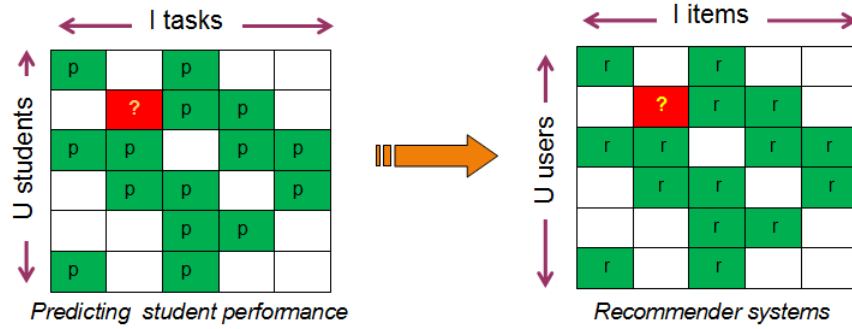 I tasks
U students
p p
? p p
p p p p
p p p
p p
p p
Predicting student performance
I items
U users
r r
? r r
r r r r
r r r
r r
r r
Recommender systems